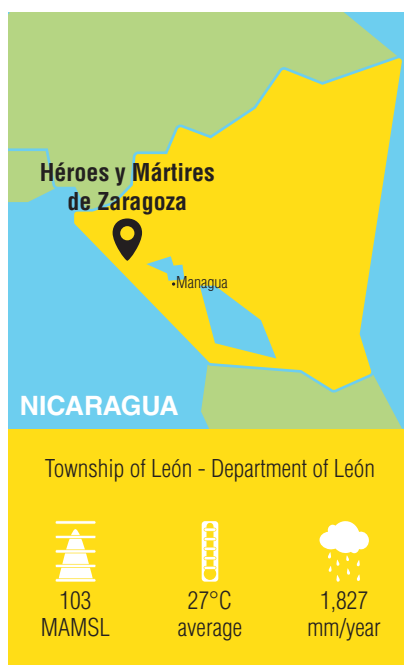 Héroes y Mártires
de Zaragoza
•Managua
NICARAGUA
Township of León - Department of León
103
MAMSL
27°C
average
1,827
mm/year